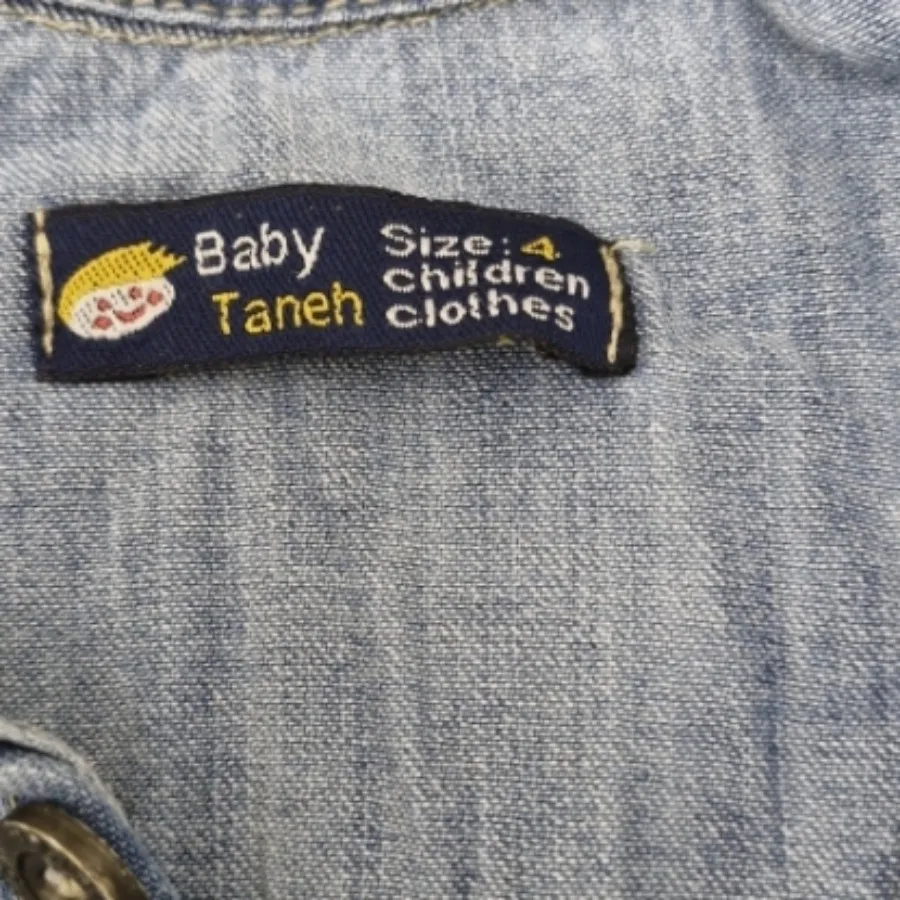 Baby
Taneh
Size: 4
Children
Clothes